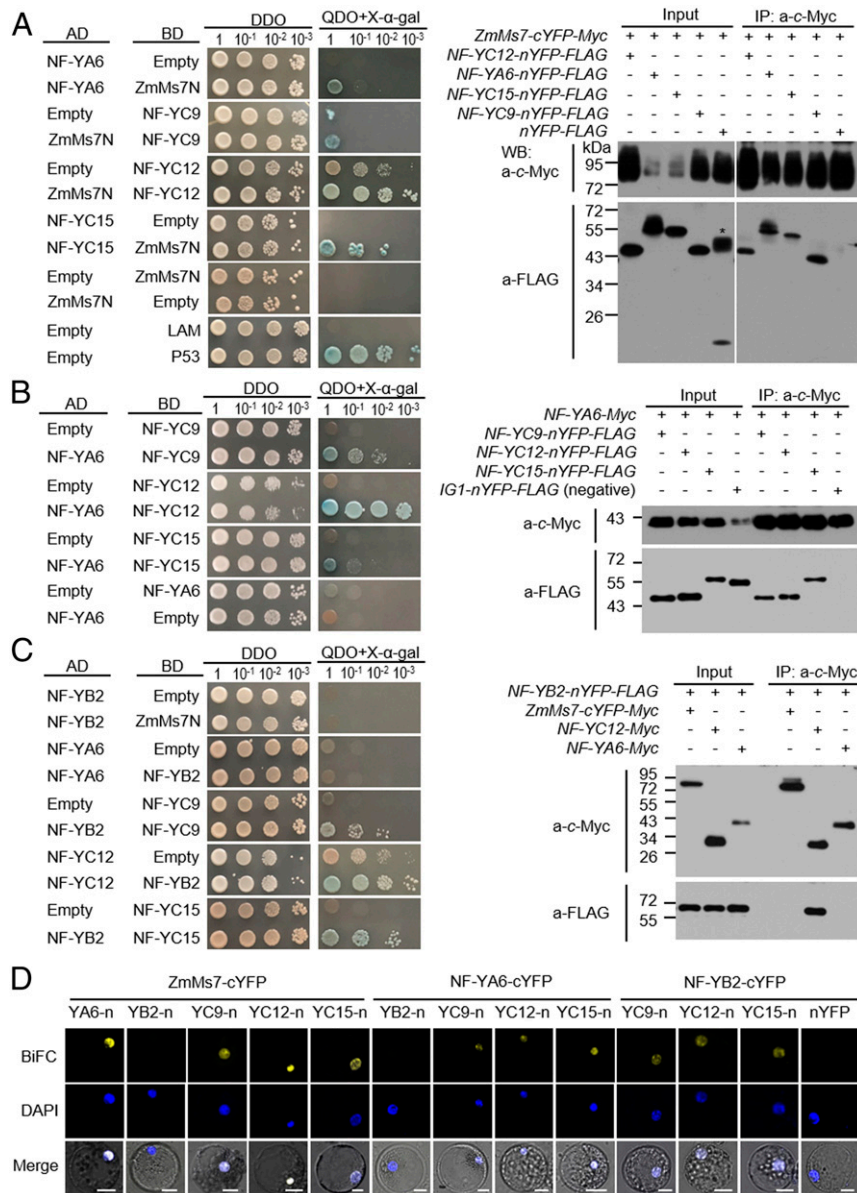 A
AD BD DDO QDO+X-α-gal
1 10-1 10-2 10-3 1 10-1 10-2 10-3
NF-YA6 Empty
NF-YA6 ZmMs7N
Empty NF-YC9
ZmMs7N NF-YC9
Empty NF-YC12
ZmMs7N NF-YC12
NF-YC15 Empty
NF-YC15 ZmMs7N
Empty ZmMs7N
ZmMs7N Empty
Empty LAM
Empty P53
Input IP: a-c-Myc
ZmMs7-cYFP-Myc + + + + + + + + + +
NF-YC12-nYFP-FLAG + - - - - + - - - -
NF-YA6-nYFP-FLAG - + - - - - + - - -
NF-YC15-nYFP-FLAG - - + - - - - + - -
NF-YC9-nYFP-FLAG - - - + - - - - + -
nYFP-FLAG - - - - + - - - - +
WB: kDa
a-c-Myc 95
72
a-FLAG 72
55 *
43
34
26
B
AD BD DDO QDO+X-α-gal
1 10-1 10-2 10-3 1 10-1 10-2 10-3
Empty NF-YC9
NF-YA6 NF-YC9
Empty NF-YC12
NF-YA6 NF-YC12
Empty NF-YC15
NF-YA6 NF-YC15
Empty NF-YA6
NF-YA6 Empty
Input IP: a-c-Myc
NF-YA6-Myc + + + + + + + +
NF-YC9-nYFP-FLAG + - - - + - - -
NF-YC12-nYFP-FLAG - + - - - + - -
NF-YC15-nYFP-FLAG - - + - - - + -
IG1-nYFP-FLAG (negative) - - - + - - - +
a-c-Myc 43
a-FLAG 72
55
43
C
AD BD DDO QDO+X-α-gal
1 10-1 10-2 10-3 1 10-1 10-2 10-3
NF-YB2 Empty
NF-YB2 ZmMs7N
NF-YA6 Empty
NF-YA6 NF-YB2
Empty NF-YC9
NF-YB2 NF-YC9
NF-YC12 Empty
NF-YC12 NF-YB2
Empty NF-YC15
NF-YB2 NF-YC15
Input IP: a-c-Myc
NF-YB2-nYFP-FLAG + + + + + +
ZmMs7-cYFP-Myc + - - + - -
NF-YC12-Myc - + - - + -
NF-YA6-Myc - - + - - +
a-c-Myc 95
72
55
43
34
26
a-FLAG 72
55
D
ZmMs7-cYFP NF-YA6-cYFP NF-YB2-cYFP
YA6-n YB2-n YC9-n YC12-n YC15-n YB2-n YC9-n YC12-n YC15-n YC9-n YC12-n YC15-n nYFP
BiFC
DAPI
Merge